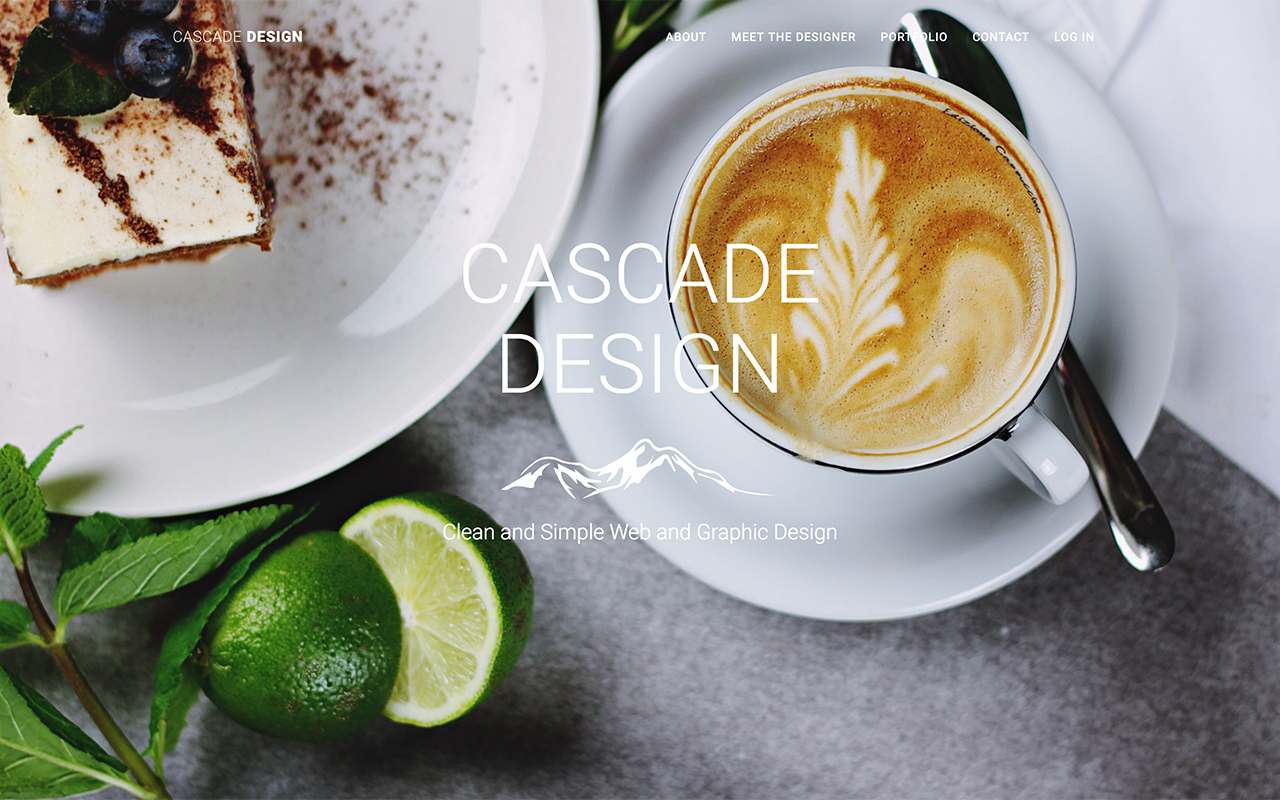 CASCADE DESIGN
ABOUT MEET THE DESIGNER PORTFOLIO CONTACT LOG IN
CASCADE
DESIGN
Clean and Simple Web and Graphic Design